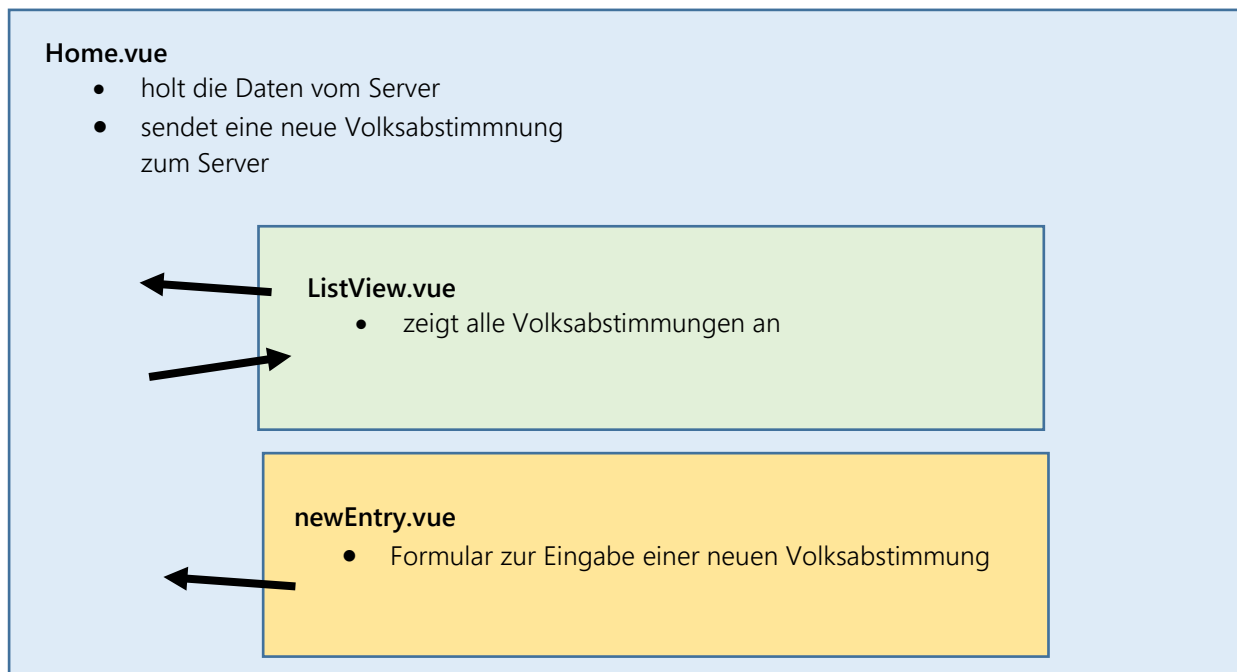 Home.vue
• holt die Daten vom Server
• sendet eine neue Volksabstimmnung
zum Server
ListView.vue
• zeigt alle Volksabstimmungen an
newEntry.vue
• Formular zur Eingabe einer neuen Volksabstimmung